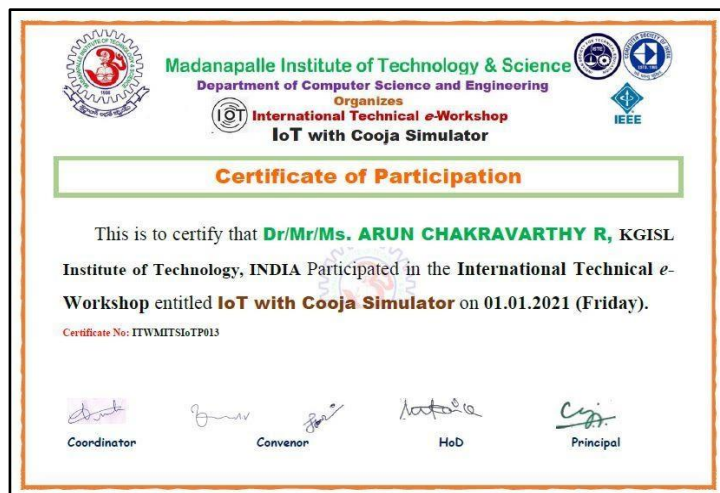 Madanapalle Institute of Technology & Science
Department of Computer Science and Engineering
Organizes
IOT International Technical e-Workshop
IoT with Cooja Simulator
IEEE
Certificate of Participation
This is to certify that Dr/Mr/Ms. ARUN CHAKRAVARTHY R, KGISL
Institute of Technology, INDIA Participated in the International Technical e-
Workshop entitled IoT with Cooja Simulator on 01.01.2021 (Friday).
Certificate No: ITWMITSIoTP013
Coordinator Convenor HoD Principal